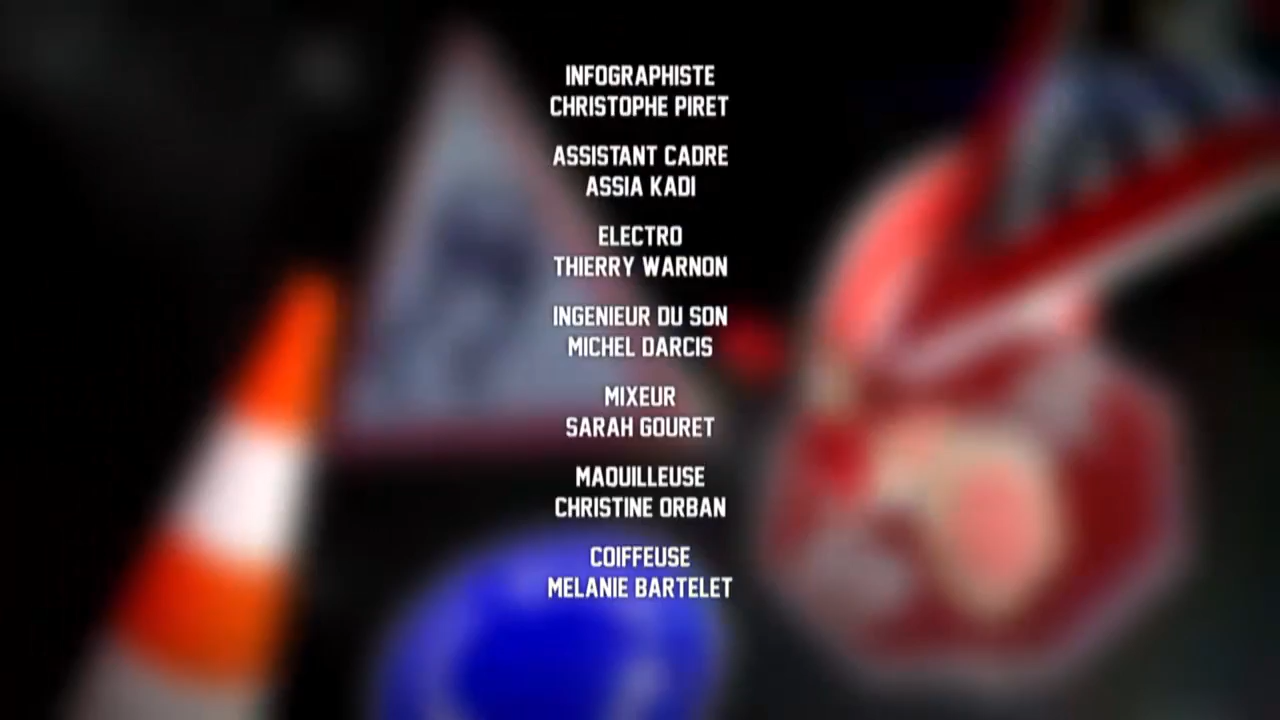 INFOGRAPHISTE
CHRISTOPHE PIRET
ASSISTANT CADRE
ASSIA KADI
ELECTRO
THIERRY WARNON
INGENIEUR DU SON
MICHEL DARCIS
MIXEUR
SARAH GOURET
MAQUILLEUSE
CHRISTINE ORBAN
COIFFEUSE
MELANIE BARTELET